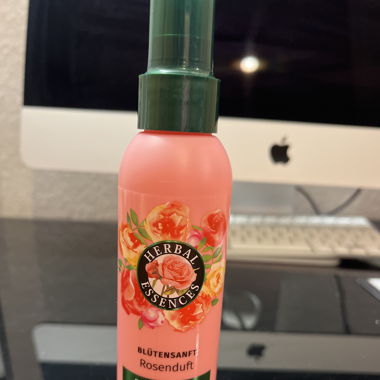 HERBAL
ESSENCES
BLÜTENSANFT
Rosenduft